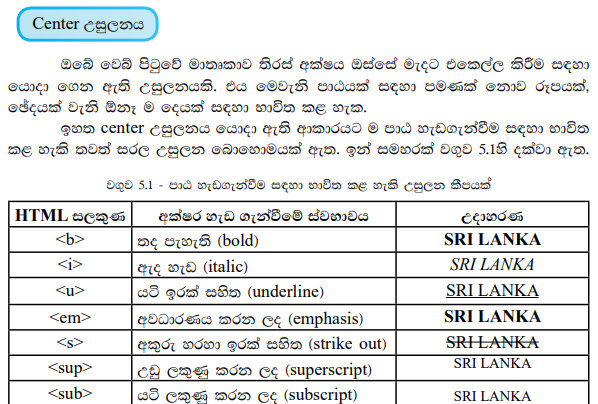 Center උසුලනය
ඔබේ වෙබ් පිටුවේ මාතෘකාව තිරස් අක්ෂය ඔස්සේ මැදට එකෙල්ල කිරීම සඳහා
යොදා ගෙන ඇති උසුලනයකි. එය මෙවැනි පාඨයක් සඳහා පමණක් නොව රූපයක්,
ඡේදයක් වැනි ඕනෑ ම දෙයක් සඳහා භාවිත කළ හැක.
ඉහත center උසුලනය යොදා ඇති ආකාරයට ම පාඨ හැඩගැන්වීම සඳහා භාවිත
කළ හැකි තවත් සරල උසුලන බොහොමයක් ඇත. ඉන් සමහරක් වගුව 5.1හි දක්වා ඇත.
වගුව 5.1 - පාඨ හැඩගැන්වීම සඳහා භාවිත කළ හැකි උසුලන කීපයක්
HTML සලකුණ අක්ෂර හැඩ ගැන්වීමේ ස්වභාවය උදාහරණ
<b> තද පැහැති (bold) SRI LANKA
<i> ඇද හැඩ (italic) SRI LANKA
<u> යටි ඉරක් සහිත (underline) SRI LANKA
<em> අවධාරණය කරන ලද (emphasis) SRI LANKA
<s> අකුරු හරහා ඉරක් සහිත (strike out) SRI LANKA
<sup> උඩු ලකුණු කරන ලද (superscript) SRI LANKA
<sub> යටි ලකුණු කරන ලද (subscript) SRI LANKA